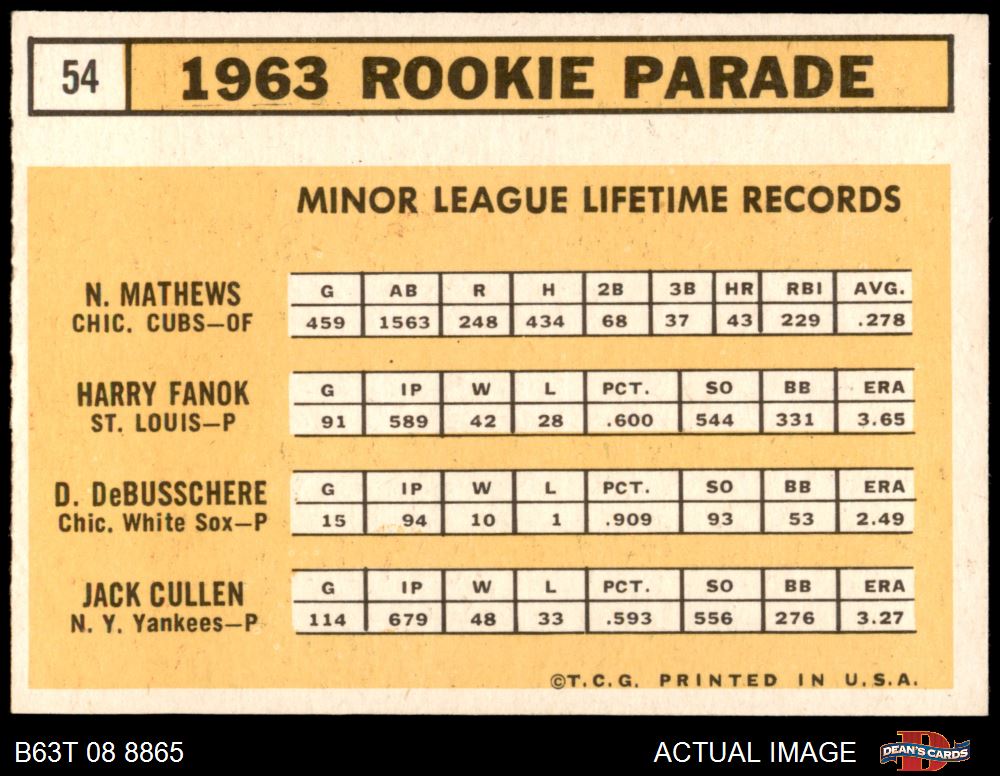 54 1963 ROOKIE PARADE
MINOR LEAGUE LIFETIME RECORDS
N. MATHEWS
CHIC. CUBS—OF
G AB R H 2B 3B HR RBI AVG.
459 1563 248 434 68 37 43 229 .278
HARRY FANOK
ST. LOUIS—P
G IP W L PCT. SO BB ERA
91 589 42 28 .600 544 331 3.65
D. DeBUSSCHERE
Chic. White Sox—P
G IP W L PCT. SO BB ERA
15 94 10 1 .909 93 53 2.49
JACK CULLEN
N. Y. Yankees—P
G IP W L PCT. SO BB ERA
114 679 48 33 .593 556 276 3.27
©T.C.G. PRINTED IN U.S.A.
B63T 08 8865 ACTUAL IMAGE DEAN'S CARDS